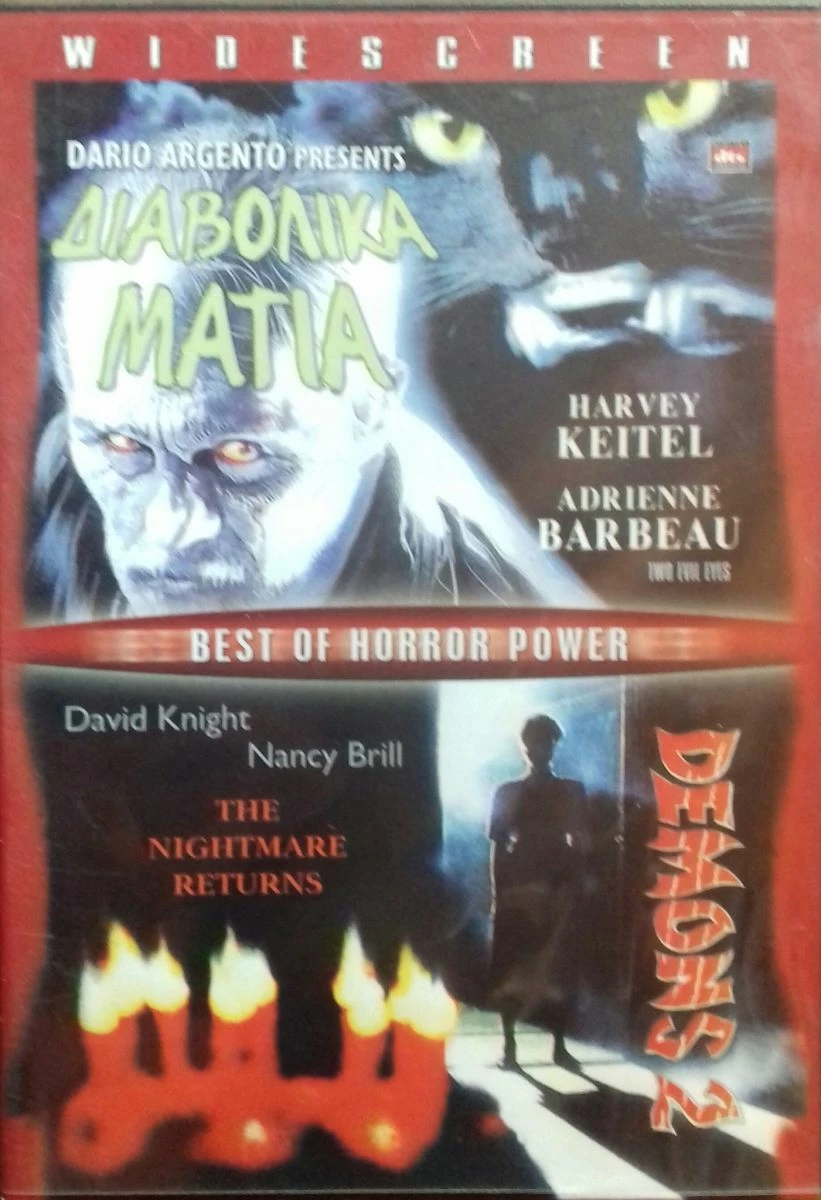 WIDESCREEN
DARIO ARGENTO PRESENTS
dts
ΔΙΑΒΟΛΙΚΑ
ΜΑΤΙΑ
HARVEY
KEITEL
ADRIENNE
BARBEAU
TWO EVIL EYES
BEST OF HORROR POWER
David Knight
Nancy Brill
THE
NIGHTMARE
RETURNS
DEMONS 2